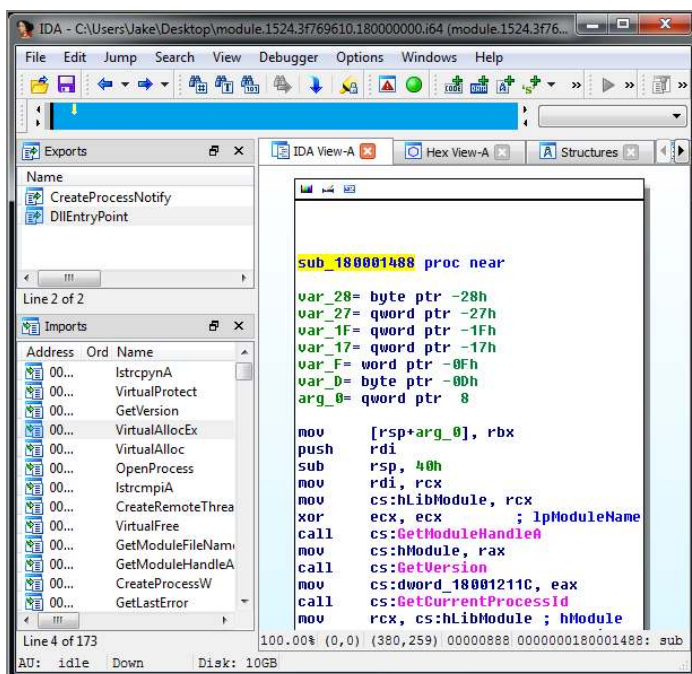 IDA - C:\Users\Jake\Desktop\module.1524.3f769610.180000000.i64 (module.1524.3f76...
File Edit Jump Search View Debugger Options Windows Help
Exports
Name
CreateProcessNotify
DllEntryPoint
Line 2 of 2
Imports
Address Ord Name
00... lstrcpynA
00... VirtualProtect
00... GetVersion
00... VirtualAllocEx
00... VirtualAlloc
00... OpenProcess
00... lstrcmpiA
00... CreateRemoteThrea
00... VirtualFree
00... GetModuleFileNam
00... GetModuleHandleA
00... CreateProcessW
00... GetLastError
Line 4 of 173
IDA View-A Hex View-A Structures
sub_180001488 proc near
var_28= byte ptr -28h
var_27= qword ptr -27h
var_1F= qword ptr -1Fh
var_17= qword ptr -17h
var_F= word ptr -0Fh
var_D= byte ptr -0Dh
arg_0= qword ptr 8
mov [rsp+arg_0], rbx
push rdi
sub rsp, 40h
mov rdi, rcx
mov cs:hLibModule, rcx
xor ecx, ecx ; lpModuleName
call cs:GetModuleHandleA
mov cs:hModule, rax
call cs:GetVersion
mov cs:dword_18001211C, eax
call cs:GetCurrentProcessId
mov rcx, cs:hLibModule ; hModule
100.00% (0,0) (380,259) 00000888 0000000180001488: sub
AU: idle Down Disk: 10GB